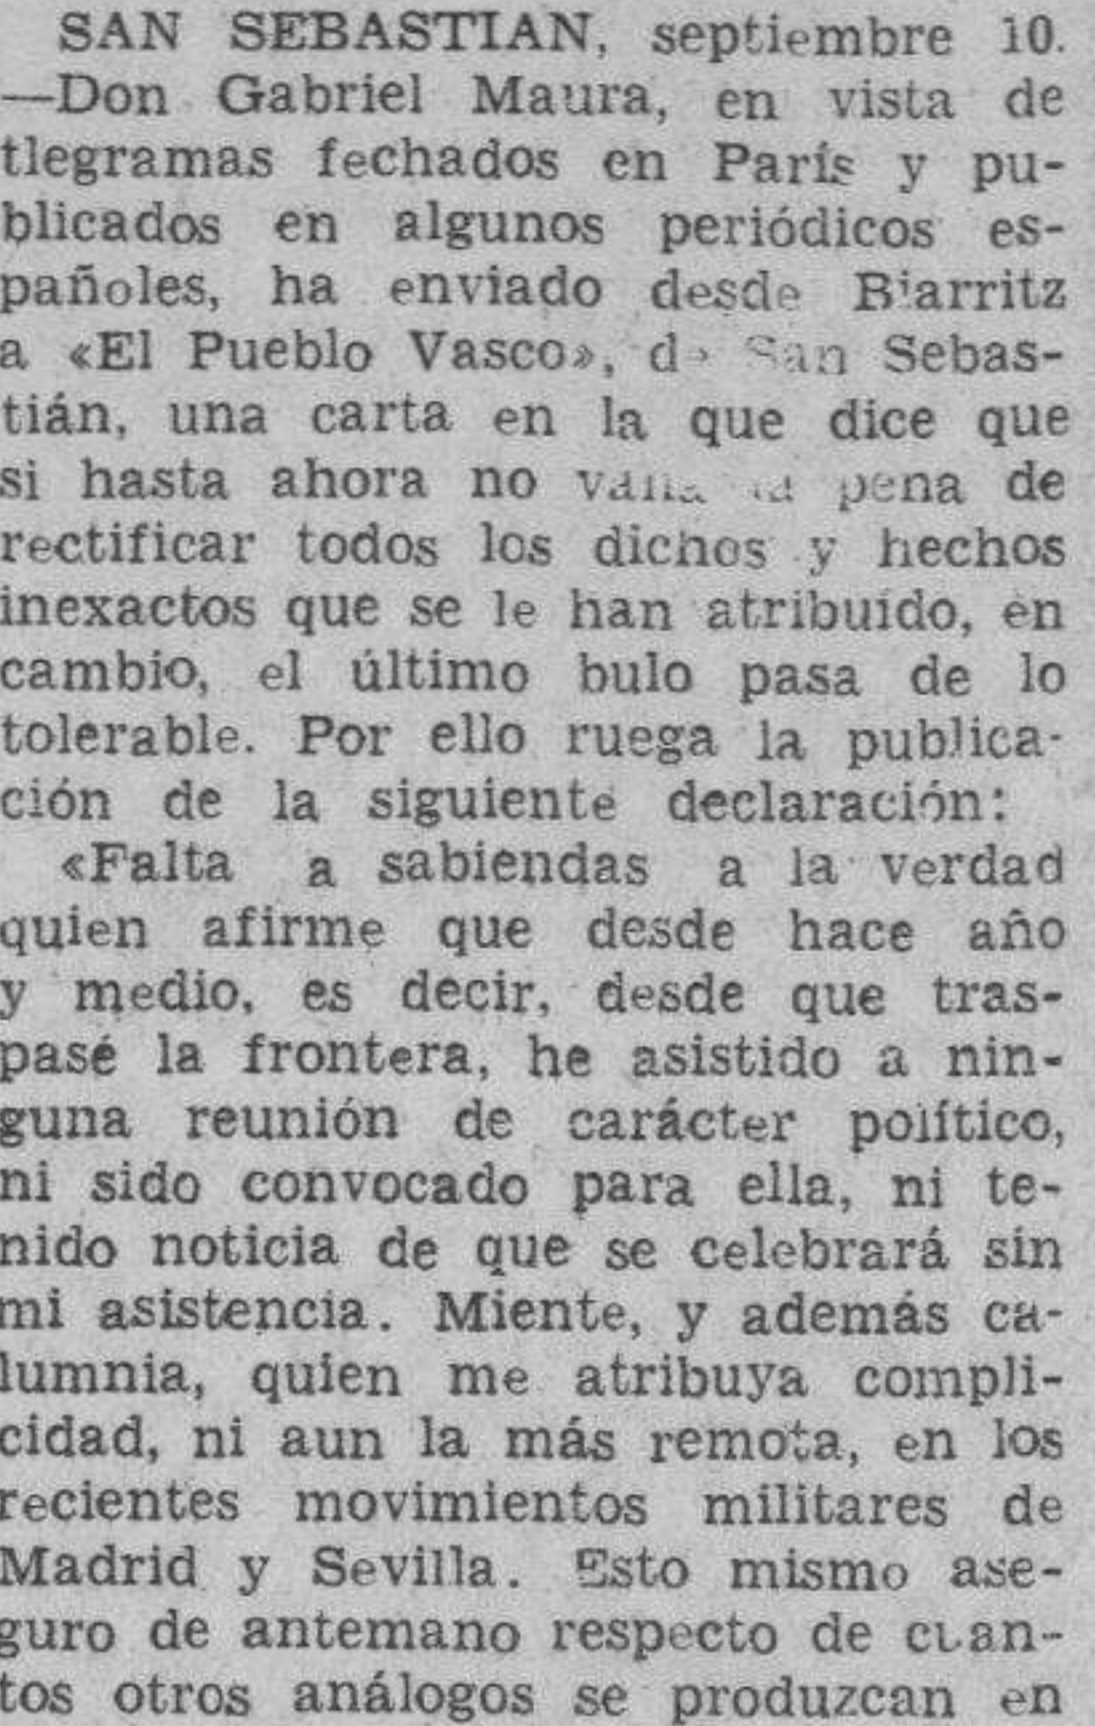 SAN SEBASTIAN, septiembre 10.
—Don Gabriel Maura, en vista de
tlegramas fechados en París y pu-
blicados en algunos periódicos es-
pañoles, ha enviado desde Biarritz
a «El Pueblo Vasco», de San Sebas-
tián, una carta en la que dice que
si hasta ahora no valía la pena de
rectificar todos los dichos y hechos
inexactos que se le han atribuído, en
cambio, el último bulo pasa de lo
tolerable. Por ello ruega la publica-
ción de la siguiente declaración:
«Falta a sabiendas a la verdad
quien afirme que desde hace año
y medio, es decir, desde que tras-
pasé la frontera, he asistido a nin-
guna reunión de carácter político,
ni sido convocado para ella, ni te-
nido noticia de que se celebrará sin
mi asistencia. Miente, y además ca-
lumnia, quien me atribuya compli-
cidad, ni aun la más remota, en los
recientes movimientos militares de
Madrid y Sevilla. Esto mismo ase-
guro de antemano respecto de cuan-
tos otros análogos se produzcan en